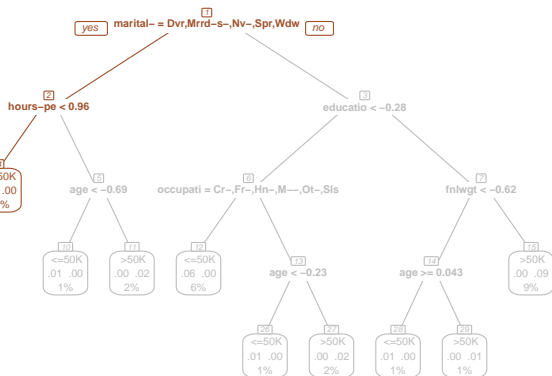 1
yes marital− = Dvr,Mrrd−s−,Nv−,Spr,Wdw no
2
hours−pe < 0.96
3
educatio < −0.28
5
age < −0.69
6
occupati = Cr−,Fr−,Hn−,M−−,Ot−,Sls
7
fnlwgt < −0.62
50K
.00
%
10
<=50K
.01 .00
1%
11
>50K
.00 .02
2%
12
<=50K
.06 .00
6%
13
age < −0.23
14
age >= 0.043
15
>50K
.00 .09
9%
26
<=50K
.01 .00
1%
27
>50K
.00 .02
2%
28
<=50K
.01 .00
1%
29
>50K
.00 .01
1%